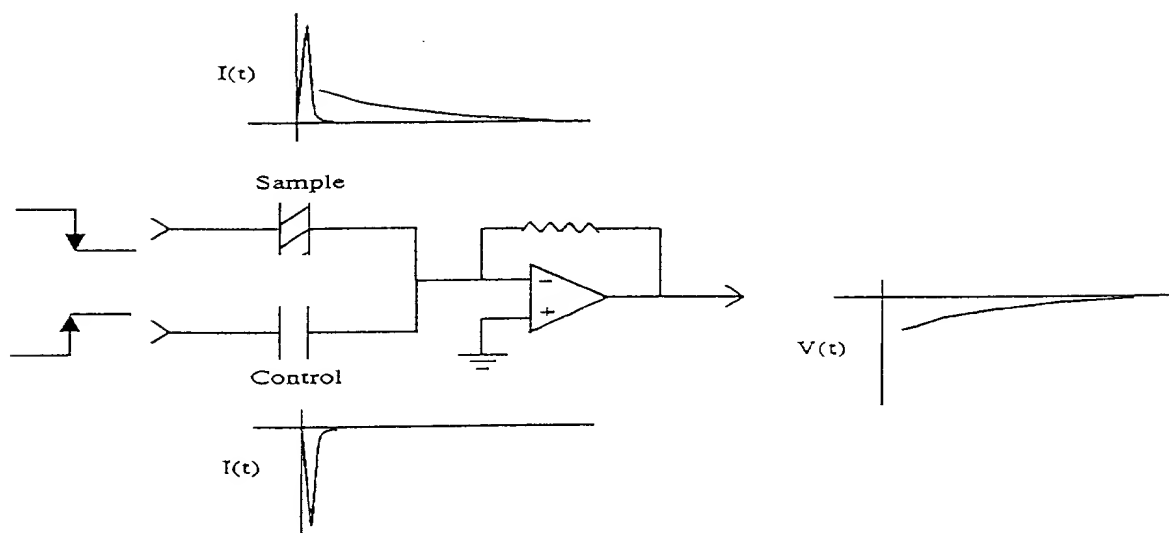 I(t)
Sample
−
+
V(t)
Control
I(t)